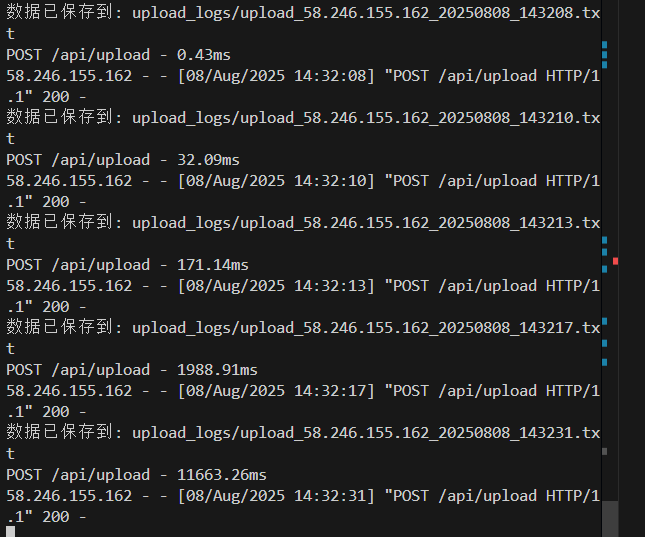 数据已保存到: upload_logs/upload_58.246.155.162_20250808_143208.tx
t
POST /api/upload - 0.43ms
58.246.155.162 - - [08/Aug/2025 14:32:08] "POST /api/upload HTTP/1
.1" 200 -
数据已保存到: upload_logs/upload_58.246.155.162_20250808_143210.tx
t
POST /api/upload - 32.09ms
58.246.155.162 - - [08/Aug/2025 14:32:10] "POST /api/upload HTTP/1
.1" 200 -
数据已保存到: upload_logs/upload_58.246.155.162_20250808_143213.tx
t
POST /api/upload - 171.14ms
58.246.155.162 - - [08/Aug/2025 14:32:13] "POST /api/upload HTTP/1
.1" 200 -
数据已保存到: upload_logs/upload_58.246.155.162_20250808_143217.tx
t
POST /api/upload - 1988.91ms
58.246.155.162 - - [08/Aug/2025 14:32:17] "POST /api/upload HTTP/1
.1" 200 -
数据已保存到: upload_logs/upload_58.246.155.162_20250808_143231.tx
t
POST /api/upload - 11663.26ms
58.246.155.162 - - [08/Aug/2025 14:32:31] "POST /api/upload HTTP/1
.1" 200 -